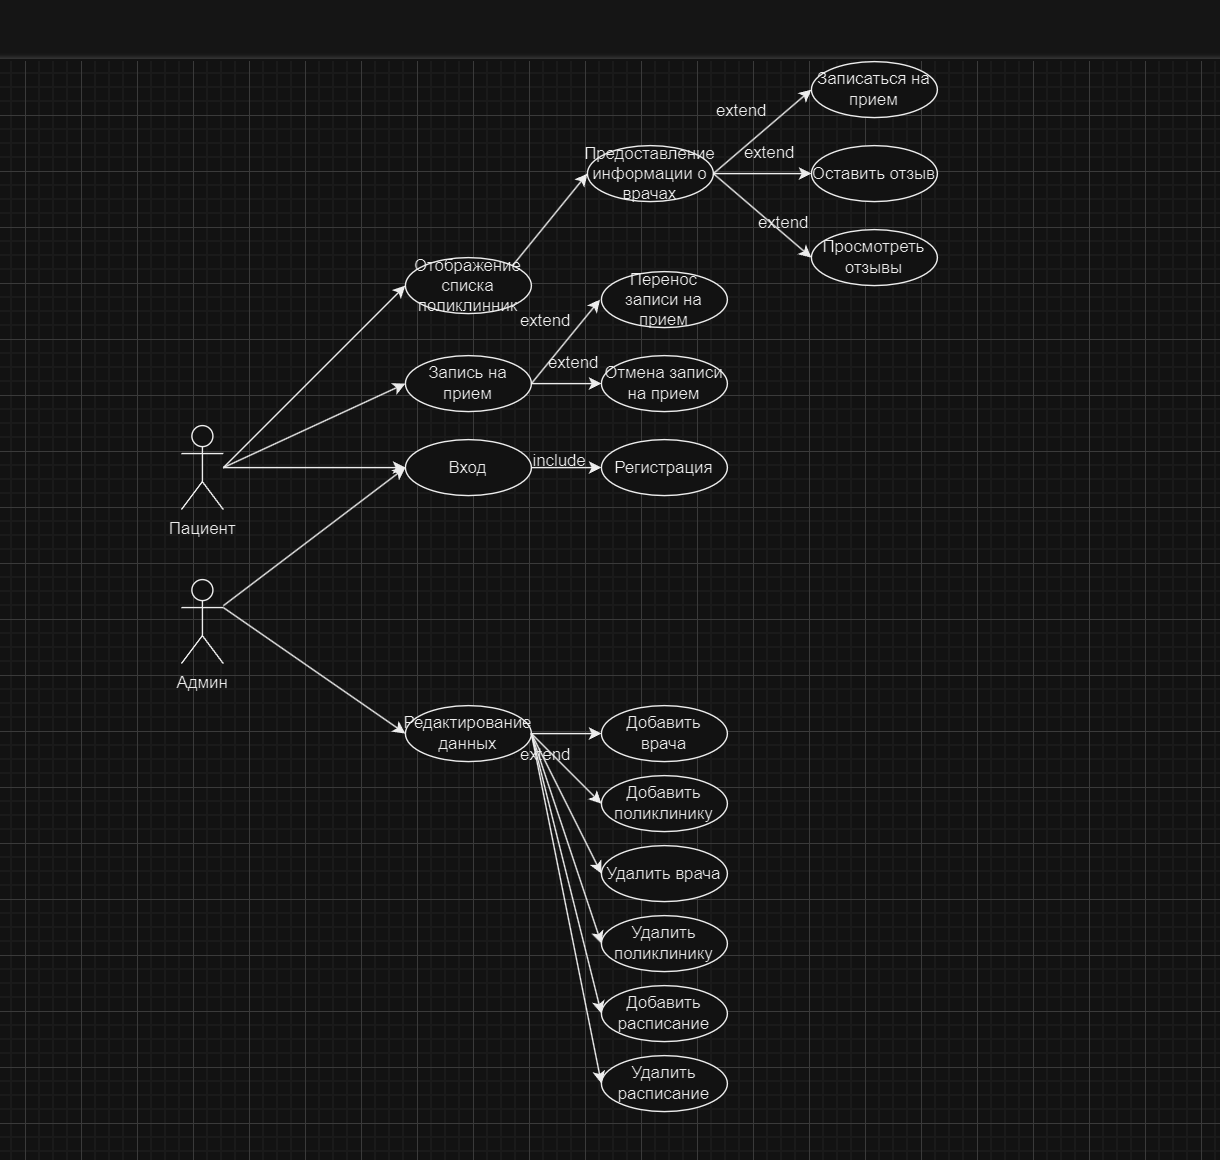 Записаться на
прием
extend
Предоставление
информации о
врачах
extend
Оставить отзыв
extend
Просмотреть
отзывы
Отображение
списка
поликлинник
Перенос
записи на
прием
extend
Запись на
прием
extend
Отмена записи
на прием
Вход
include
Регистрация
Пациент
Админ
Редактирование
данных
extend
Добавить
врача
Добавить
поликлинику
Удалить врача
Удалить
поликлинику
Добавить
расписание
Удалить
расписание